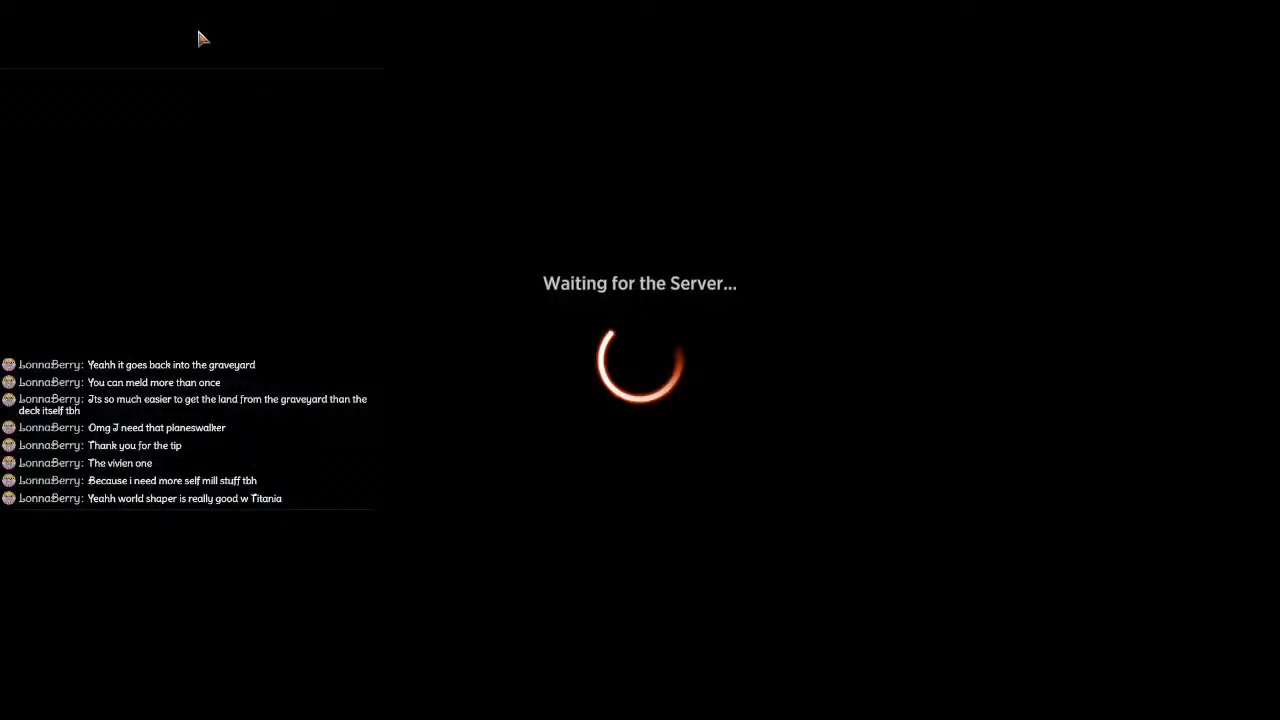 Waiting for the Server...
LonnaBerry: Yeahh it goes back into the graveyard
LonnaBerry: You can meld more than once
LonnaBerry: Its so much easier to get the land from the graveyard than the
deck itself tbh
LonnaBerry: Omg I need that planeswalker
LonnaBerry: Thank you for the tip
LonnaBerry: The vivien one
LonnaBerry: Because i need more self mill stuff tbh
LonnaBerry: Yeahh world shaper is really good w Titania